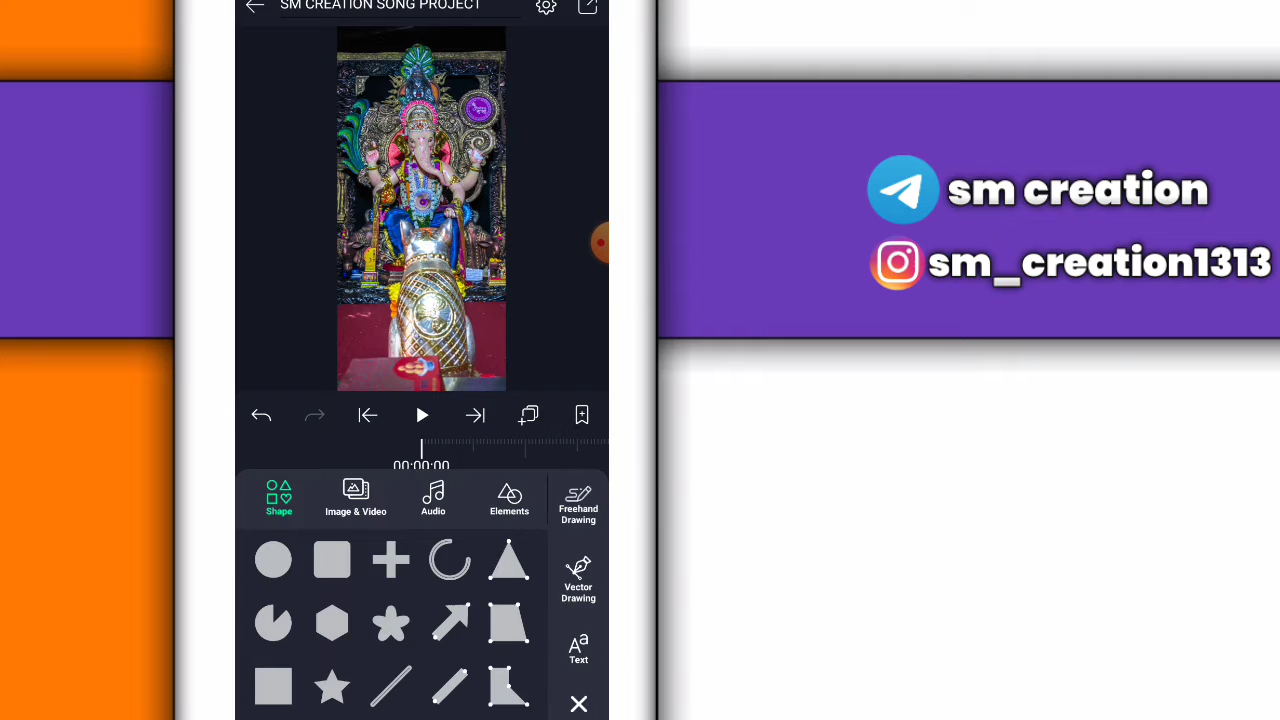 SM CREATION SONG PROJECT
sm creation
sm_creation1313
00:00:00
Shape
Image & Video
Audio
Elements
Freehand
Drawing
Vector
Drawing
Aa
Text